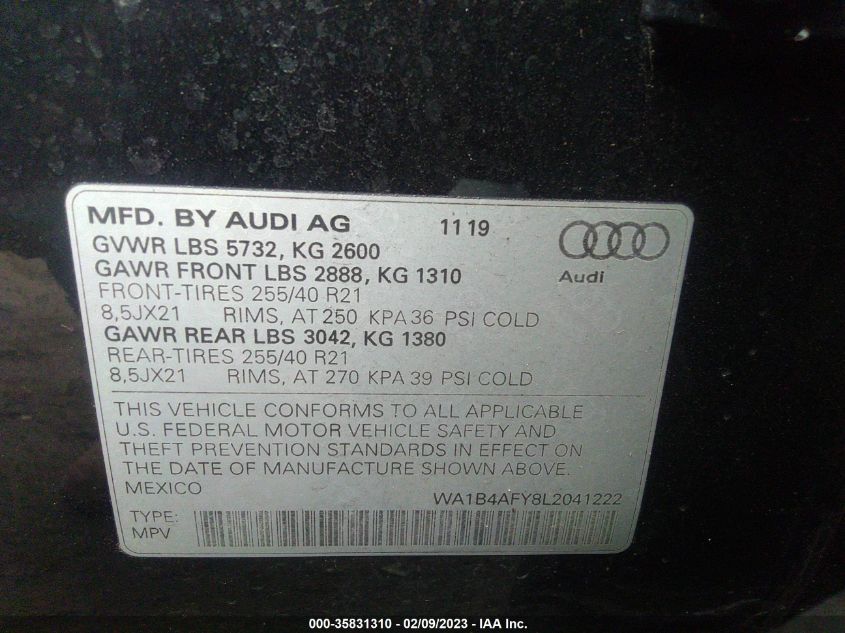 MFD. BY AUDI AG 11 19
GVWR LBS 5732, KG 2600
GAWR FRONT LBS 2888, KG 1310
Audi
FRONT-TIRES 255/40 R21
8,5JX21 RIMS, AT 250 KPA 36 PSI COLD
GAWR REAR LBS 3042, KG 1380
REAR-TIRES 255/40 R21
8,5JX21 RIMS, AT 270 KPA 39 PSI COLD
THIS VEHICLE CONFORMS TO ALL APPLICABLE
U.S. FEDERAL MOTOR VEHICLE SAFETY AND
THEFT PREVENTION STANDARDS IN EFFECT ON
THE DATE OF MANUFACTURE SHOWN ABOVE.
MEXICO WA1B4AFY8L2041222
TYPE:
MPV
000-35831310 - 02/09/2023 - IAA Inc.